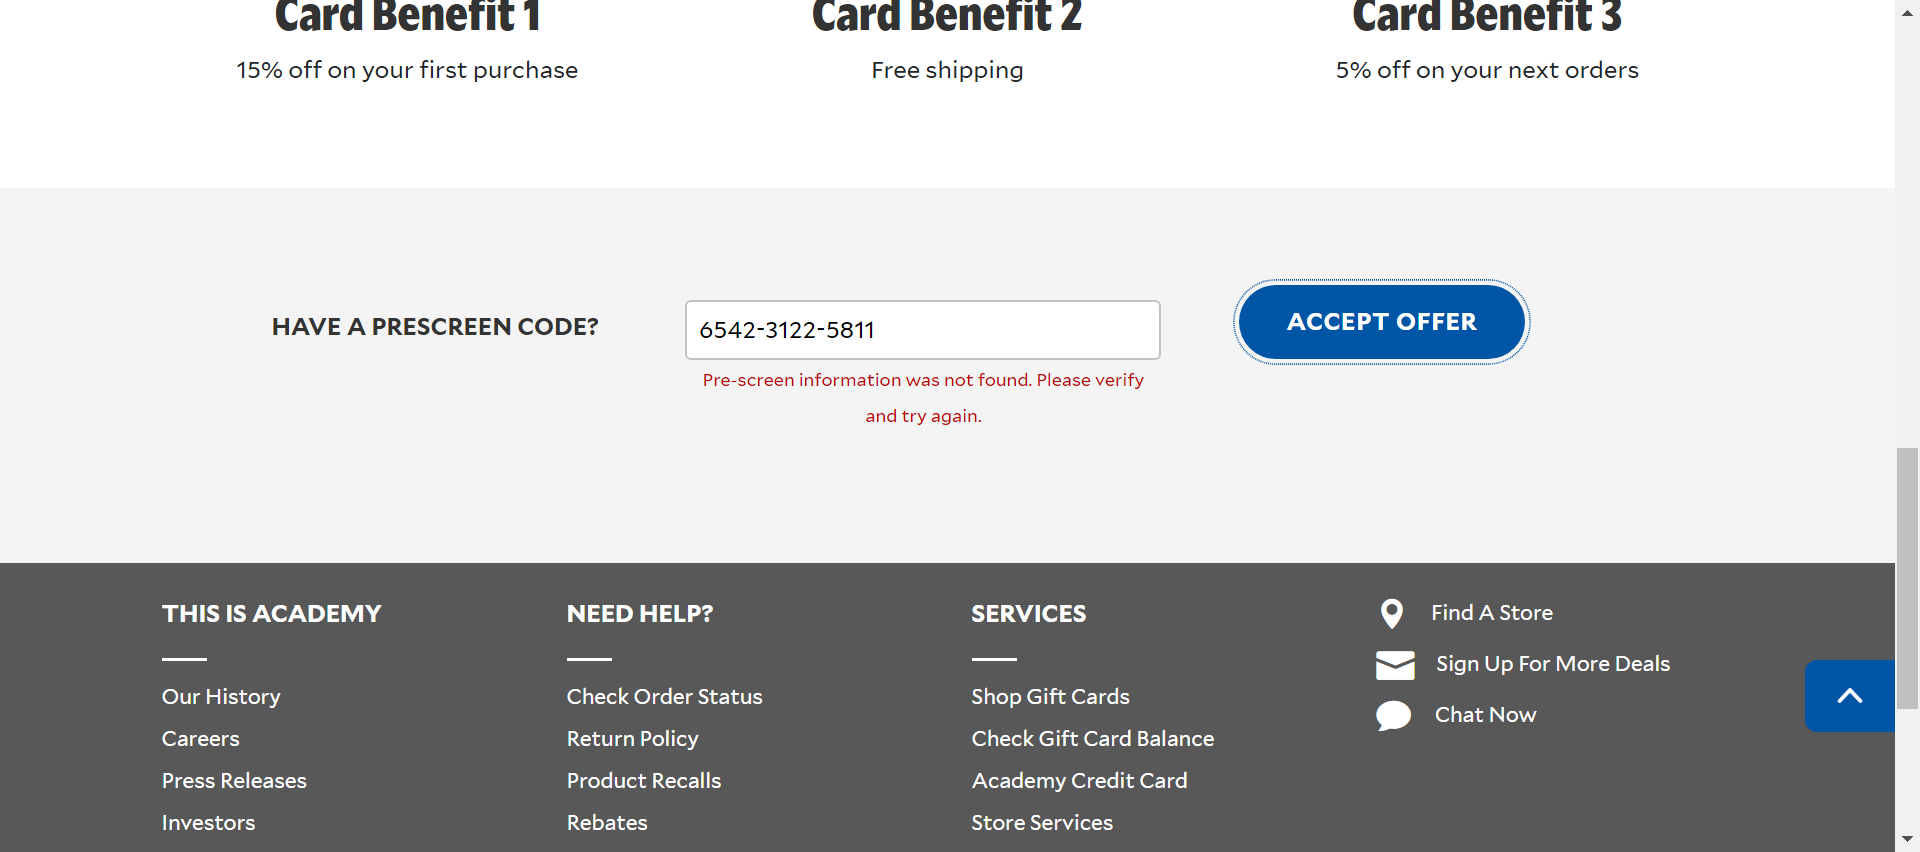 Card Benefit 1
Card Benefit 2
Card Benefit 3
15% off on your first purchase
Free shipping
5% off on your next orders
HAVE A PRESCREEN CODE?
6542-3122-5811
ACCEPT OFFER
Pre-screen information was not found. Please verify
and try again.
THIS IS ACADEMY
Our History
Careers
Press Releases
Investors
NEED HELP?
Check Order Status
Return Policy
Product Recalls
Rebates
SERVICES
Shop Gift Cards
Check Gift Card Balance
Academy Credit Card
Store Services
Find A Store
Sign Up For More Deals
Chat Now